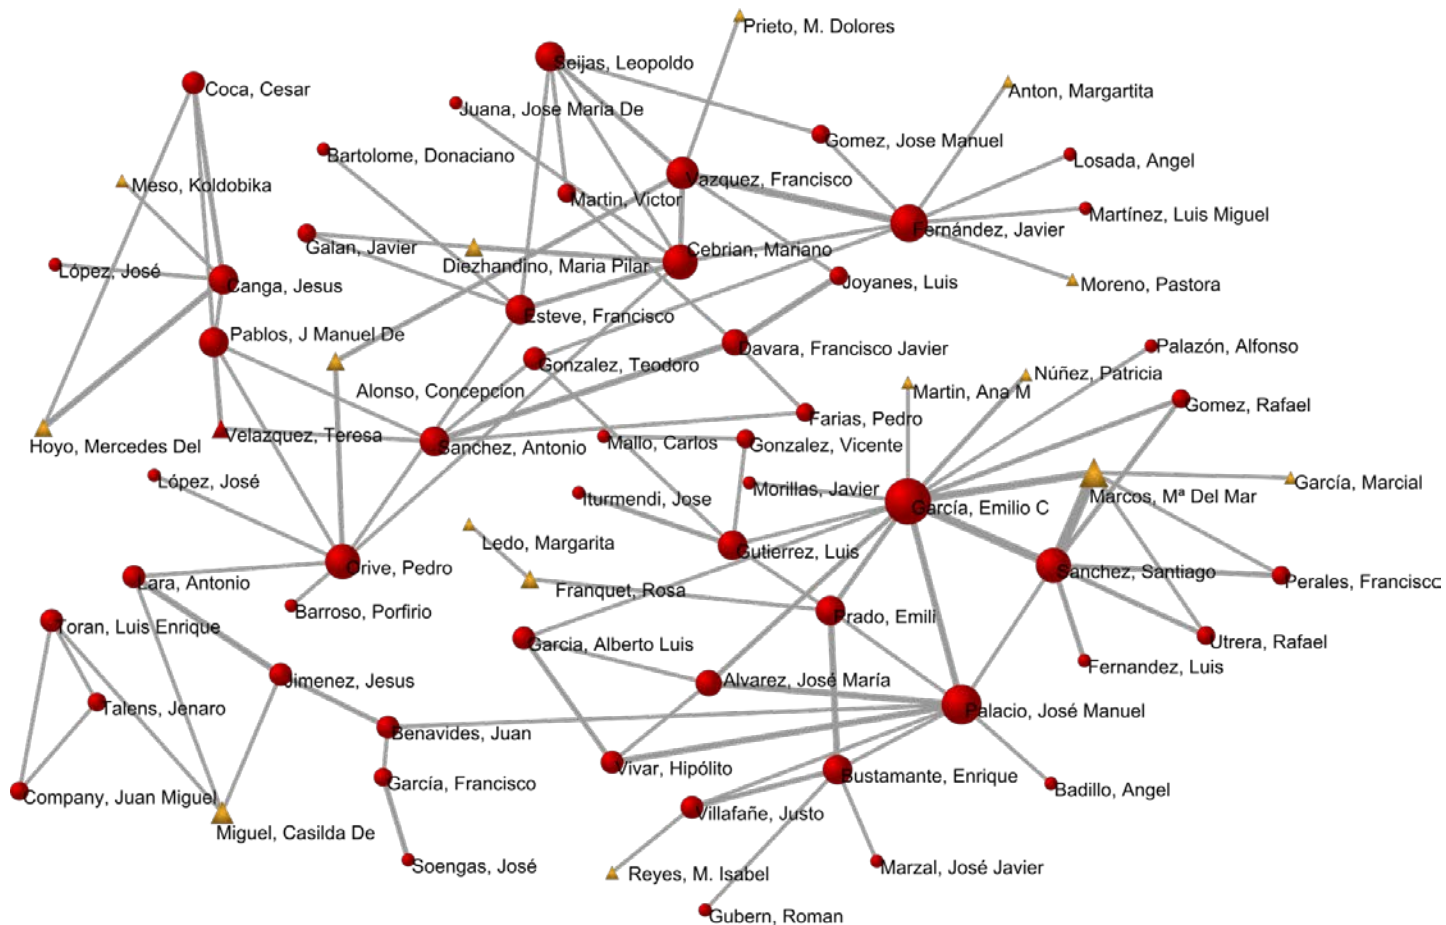 Prieto, M. Dolores
Seijas, Leopoldo
Coca, Cesar
Anton, Margartita
Juana, Jose Maria De
Gomez, Jose Manuel
Bartolome, Donaciano
Losada, Angel
Meso, Koldobika
Vazquez, Francisco
Martin, Victor
Martínez, Luis Miguel
Fernández, Javier
Galan, Javier
Cebrian, Mariano
Diezhandino, Maria Pilar
López, José
Canga, Jesus
Joyanes, Luis
Moreno, Pastora
Esteve, Francisco
Pablos, J Manuel De
Davara, Francisco Javier
Palazón, Alfonso
Gonzalez, Teodoro
Núñez, Patricia
Alonso, Concepcion
Martin, Ana M
Gomez, Rafael
Farias, Pedro
Velazquez, Teresa
Hoyo, Mercedes Del
Sanchez, Antonio
Mallo, Carlos
Gonzalez, Vicente
López, José
Morillas, Javier
García, Marcial
Marcos, Mª Del Mar
Iturmendi, Jose
García, Emilio C
Ledo, Margarita
Gutierrez, Luis
Orive, Pedro
Sanchez, Santiago
Lara, Antonio
Perales, Francisco
Franquet, Rosa
Barroso, Porfirio
Prado, Emili
Toran, Luis Enrique
Garcia, Alberto Luis
Utrera, Rafael
Fernandez, Luis
Jimenez, Jesus
Alvarez, José María
Talens, Jenaro
Palacio, José Manuel
Benavides, Juan
Vivar, Hipólito
Bustamante, Enrique
García, Francisco
Badillo, Angel
Company, Juan Miguel
Villafañe, Justo
Miguel, Casilda De
Soengas, José
Marzal, José Javier
Reyes, M. Isabel
Gubern, Roman